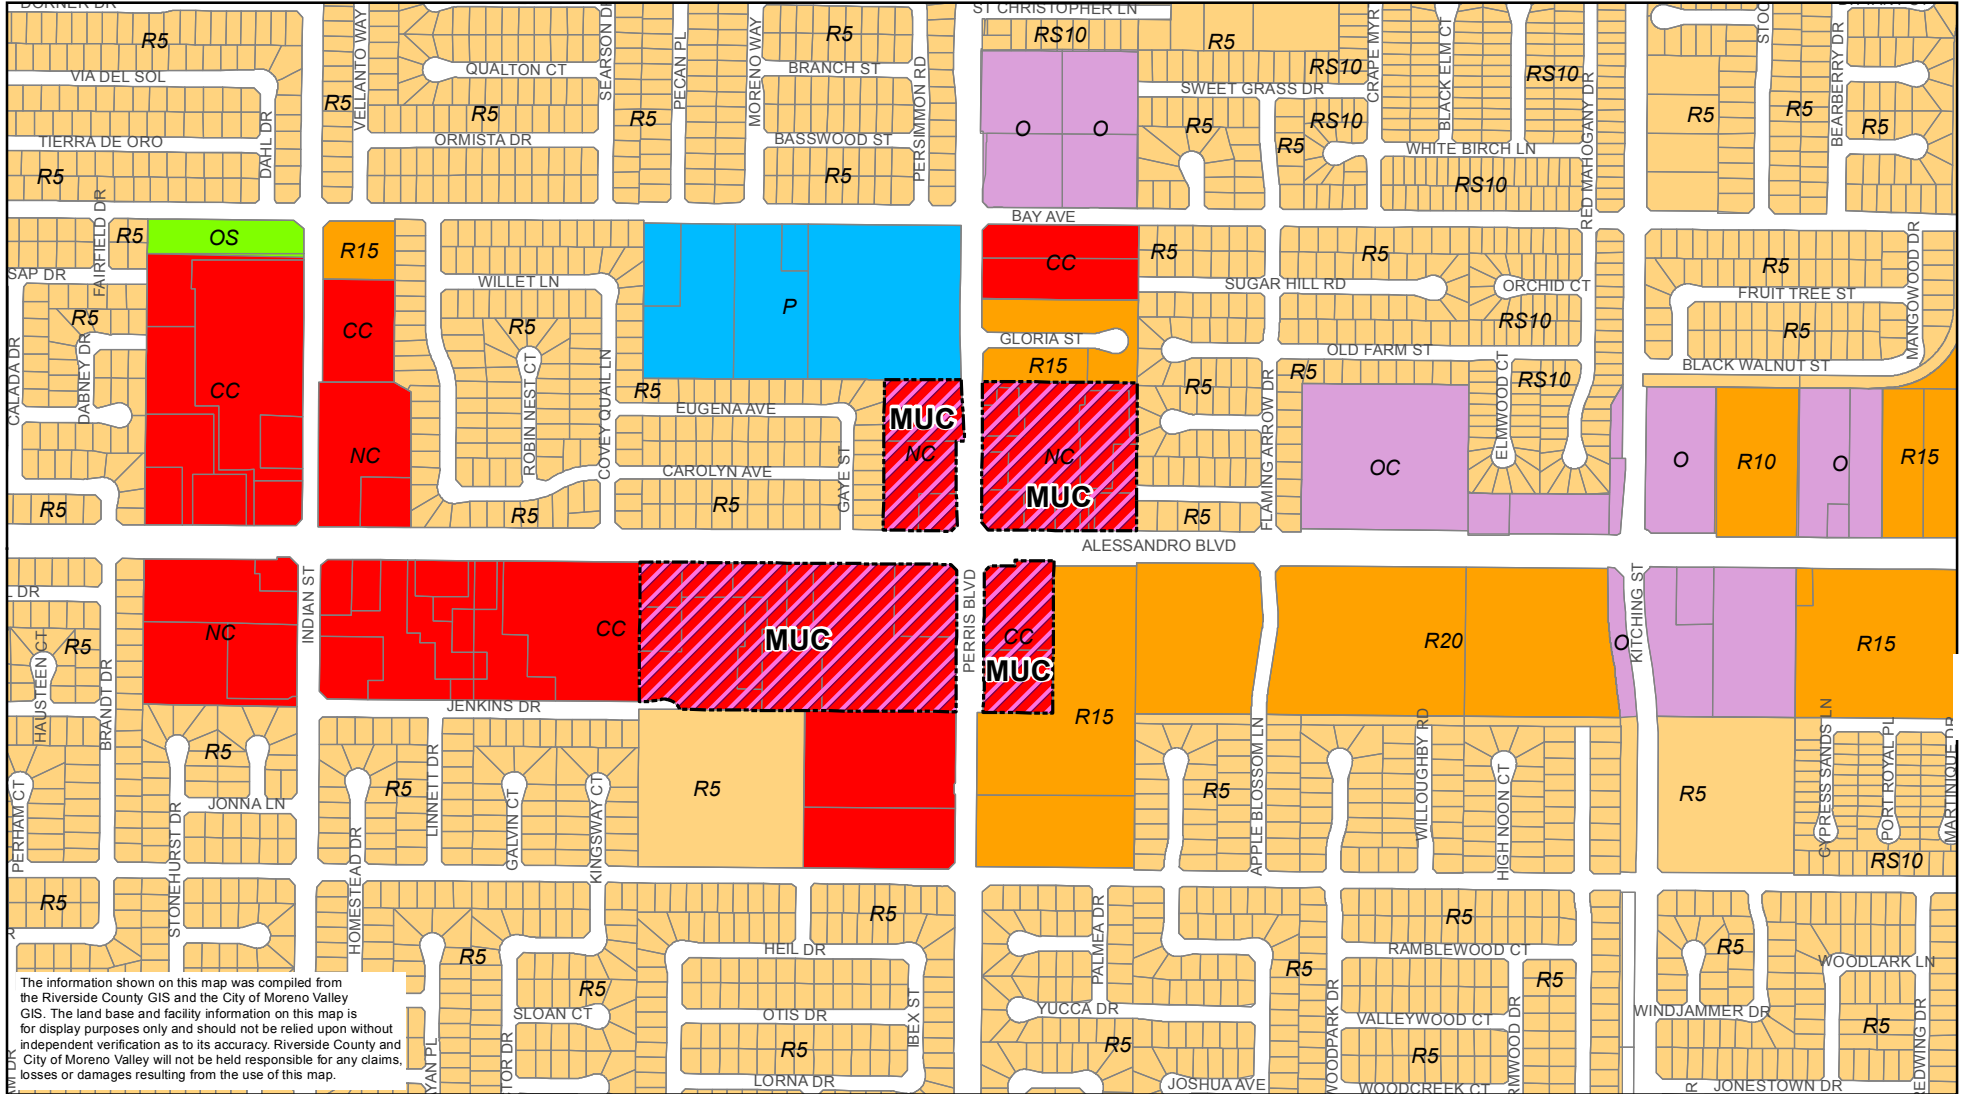 DORNER DR
R5
VIA DEL SOL
TIERRA DE ORO
R5
DAHL DR
VELLANTO WAY
R5
QUALTON CT
R5
ORMISTA DR
SEARSON DR
R5
PECAN PL
MORENO WAY
R5
BRANCH ST
BASSWOOD ST
R5
PERSIMMON RD
ST CHRISTOPHER LN
RS10
R5
RS10
SWEET GRASS DR
O
O
R5
RS10
R5
CRAPE MYR
BLACK ELM CT
RS10
WHITE BIRCH LN
RS10
RED MAHOGANY DR
R5
STOC
R5
BEARBERRY DR
R5
BAY AVE
FAIRFIELD DR
R5
OS
SAP DR
R5
CALADA DR
DABNEY DR
CC
R5
R15
CC
NC
WILLET LN
R5
ROBIN NEST CT
COVEY QUAIL LN
R5
P
R5
EUGENA AVE
CAROLYN AVE
R5
GAYE ST
MUC
NC
CC
GLORIA ST
R15
NC
MUC
R5
SUGAR HILL RD
R5
R5
R5
FLAMING ARROW DR
R5
ORCHID CT
RS10
OLD FARM ST
R5
RS10
ELMWOOD CT
OC
R5
FRUIT TREE ST
R5
MANGOWOOD DR
BLACK WALNUT ST
O
R10
O
R15
ALESSANDRO BLVD
L DR
R5
HAUSTEEN CT
BRANDT DR
NC
INDIAN ST
CC
MUC
PERRIS BLVD
CC
MUC
R15
R20
O
KITCHING ST
R15
JENKINS DR
R5
JONNA LN
PERHAM CT
STONEHURST DR
R5
LINNETT DR
HOMESTEAD DR
GALVIN CT
KINGSWAY CT
R5
R5
APPLE BLOSSOM LN
WILLOUGHBY RD
HIGH NOON CT
R5
CYPRESS SANDS LN
PORT ROYAL PL
MARTINIQUE DR
RS10
R5
R5
R5
HEIL DR
R5
SLOAN CT
OTIS DR
R5
LORNA DR
IBEX ST
YANT PL
TOR DR
PALMEA DR
YUCCA DR
R5
JOSHUA AVE
R5
WOODPARK DR
R5
RAMBLEWOOD CT
R5
VALLEYWOOD CT
R5
WOODCREEK CT
RMWOOD DR
R5
WOODLARK LN
WINDJAMMER DR
R5
JONESTOWN DR
REDWING DR
The information shown on this map was compiled from
the Riverside County GIS and the City of Moreno Valley
GIS. The land base and facility information on this map is
for display purposes only and should not be relied upon without
independent verification as to its accuracy. Riverside County and
City of Moreno Valley will not be held responsible for any claims,
losses or damages resulting from the use of this map.